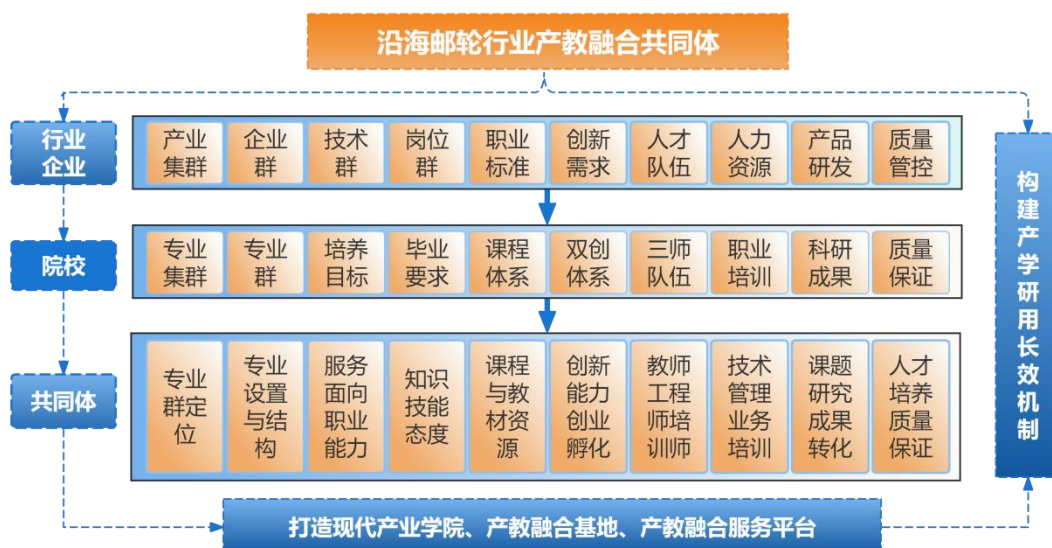 沿海邮轮行业产教融合共同体
行业
企业
产业
集群
企业
群
技术
群
岗位
群
职业
标准
创新
需求
人才
队伍
人力
资源
产品
研发
质量
管控
院校
专业
集群
专业
群
培养
目标
毕业
要求
课程
体系
双创
体系
三师
队伍
职业
培训
科研
成果
质量
保证
共同体
专业
群定
位
专业
设置
与结
构
服务
面向
职业
能力
知识
技能
态度
课程
与教
材资
源
创新
能力
创业
孵化
教师
工程
师培
训师
技术
管理
业务
培训
课题
研究
成果
转化
人才
培养
质量
保证
构建产学研用长效机制
打造现代产业学院、产教融合基地、产教融合服务平台